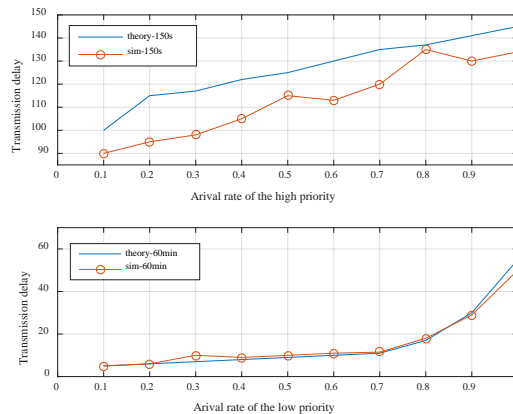 150
140
130
120
110
100
90
Transmission delay
theory-150s
sim-150s
0 0.1 0.2 0.3 0.4 0.5 0.6 0.7 0.8 0.9
Arival rate of the high priority
60
40
20
0
Transmission delay
theory-60min
sim-60min
0 0.1 0.2 0.3 0.4 0.5 0.6 0.7 0.8 0.9
Arival rate of the low priority